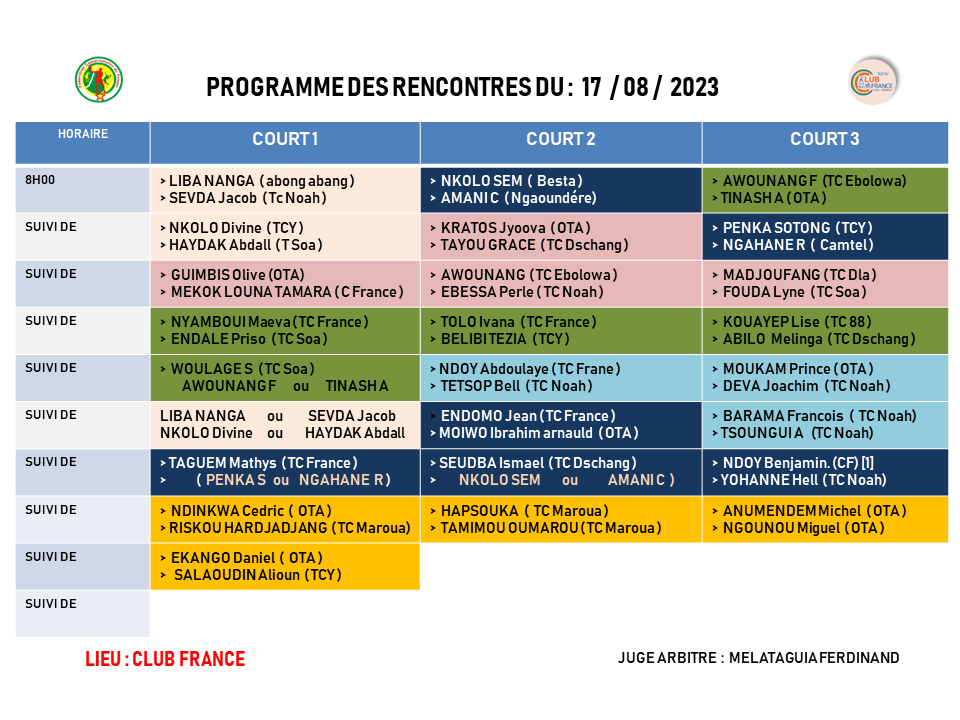 PROGRAMME DES RENCONTRES DU : 17 / 08 / 2023
NEW
CLUB
FRANCE
HORAIRE
COURT 1
COURT 2
COURT 3
8H00
> LIBA NANGA ( abong abang)
> SEVDA Jacob ( Tc Noah)
> NKOLO SEM ( Besta)
> AMANI C ( Ngaoundére)
> AWOUNANG F (TC Ebolowa)
> TINASH A (OTA)
SUIVI DE
> NKOLO Divine (TCY)
> HAYDAK Abdall (T Soa)
> KRATOS Jyoova (OTA)
> TAYOU GRACE (TC Dschang)
> PENKA SOTONG (TCY)
> NGAHANE R ( Camtel)
SUIVI DE
> GUIMBIS Olive (OTA)
> MEKOK LOUNA TAMARA ( C France)
> AWOUNANG (TC Ebolowa)
> EBESSA Perle ( TC Noah)
> MADJOUFANG (TC Dla)
> FOUDA Lyne (TC Soa)
SUIVI DE
> NYAMBOUI Maeva (TC France)
> ENDALE Priso (TC Soa)
> TOLO Ivana (TC France)
> BELIBI TEZIA (TCY)
> KOUAYEP Lise (TC 88)
> ABILO Melinga (TC Dschang)
SUIVI DE
> WOULAGE S (TC Soa)
AWOUNANG F ou TINASH A
> NDOY Abdoulaye (TC Frane)
> TETSOP Bell (TC Noah)
> MOUKAM Prince (OTA)
> DEVA Joachim (TC Noah)
SUIVI DE
LIBA NANGA ou SEVDA Jacob
NKOLO Divine ou HAYDAK Abdall
> ENDOMO Jean (TC France)
> MOIWO Ibrahim arnauld (OTA)
> BARAMA Francois ( TC Noah)
> TSOUNGUI A (TC Noah)
SUIVI DE
> TAGUEM Mathys (TC France)
> ( PENKA S ou NGAHANE R )
> SEUDBA Ismael (TC Dschang)
> NKOLO SEM ou AMANI C )
> NDOY Benjamin. (CF) [1]
> YOHANNE Hell (TC Noah)
SUIVI DE
> NDINKWA Cedric ( OTA)
> RISKOU HARDJADJANG (TC Maroua)
> HAPSOUKA ( TC Maroua)
> TAMIMOU OUMAROU (TC Maroua)
> ANUMENDEM Michel (OTA)
> NGOUNOU Miguel (OTA)
SUIVI DE
> EKANGO Daniel ( OTA)
> SALAOUDIN Alioun (TCY)
SUIVI DE
LIEU : CLUB FRANCE
JUGE ARBITRE : MELATAGUIA FERDINAND